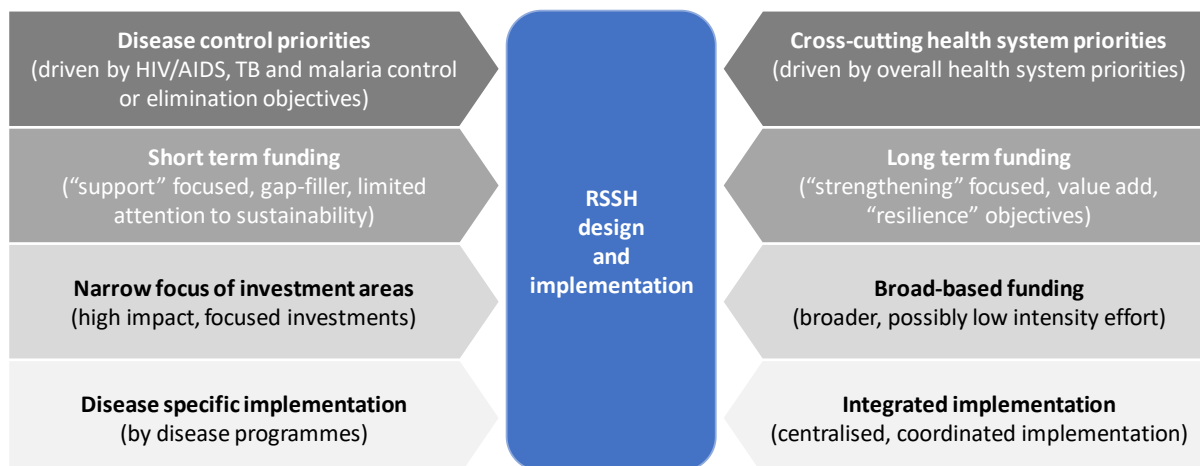 Disease control priorities
(driven by HIV/AIDS, TB and malaria control
or elimination objectives)
Short term funding
(“support” focused, gap-filler, limited
attention to sustainability)
Narrow focus of investment areas
(high impact, focused investments)
Disease specific implementation
(by disease programmes)
RSSH
design
and
implementation
Cross-cutting health system priorities
(driven by overall health system priorities)
Long term funding
(“strengthening” focused, value add,
“resilience” objectives)
Broad-based funding
(broader, possibly low intensity effort)
Integrated implementation
(centralised, coordinated implementation)